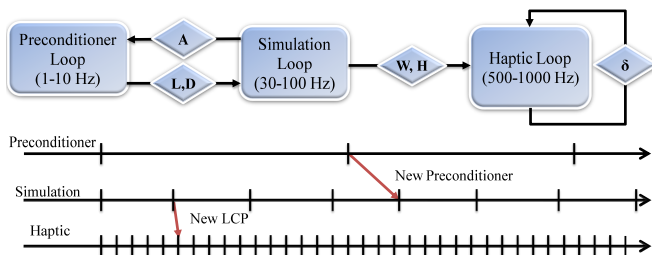 Preconditioner
Loop
(1-10 Hz)
A
L,D
Simulation
Loop
(30-100 Hz)
W, H
Haptic Loop
(500-1000 Hz)
δ
Preconditioner
New Preconditioner
Simulation
New LCP
Haptic